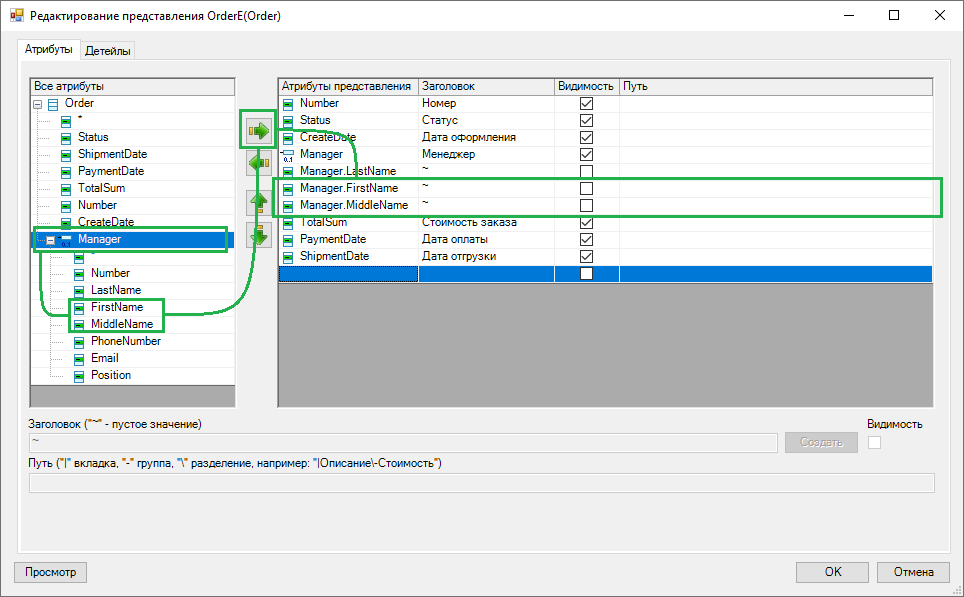 Редактирование представления OrderE(Order)
Атрибуты Детейлы
Все атрибуты
Order
*
Status
ShipmentDate
PaymentDate
TotalSum
Number
CreateDate
Manager
*
Number
LastName
FirstName
MiddleName
PhoneNumber
Email
Position
Атрибуты представления Заголовок Видимость Путь
Number Номер
Status Статус
CreateDate Дата оформления
Manager Менеджер
Manager.LastName ~
Manager.FirstName ~
Manager.MiddleName ~
TotalSum Стоимость заказа
PaymentDate Дата оплаты
ShipmentDate Дата отгрузки
Заголовок ("~" - пустое значение) Видимость
~ Создать
Путь ("|" вкладка, "-" группа, "\" разделение, например: "|Описание\-Стоимость")
Просмотр OK Отмена